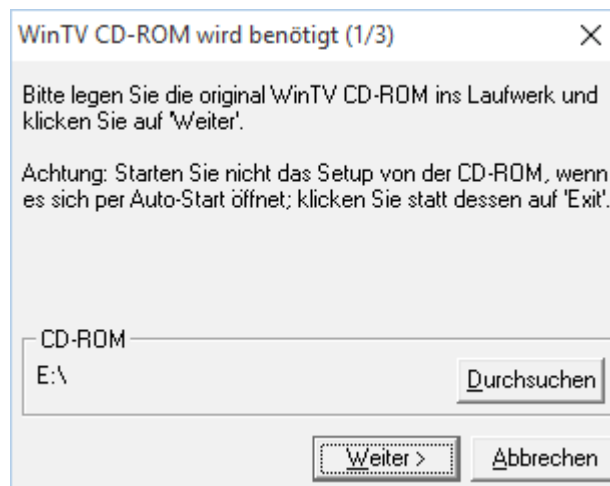 WinTV CD-ROM wird benötigt (1/3)
Bitte legen Sie die original WinTV CD-ROM ins Laufwerk und
klicken Sie auf 'Weiter'.
Achtung: Starten Sie nicht das Setup von der CD-ROM, wenn
es sich per Auto-Start öffnet; klicken Sie statt dessen auf 'Exit'.
CD-ROM
E:\
Durchsuchen
Weiter >
Abbrechen